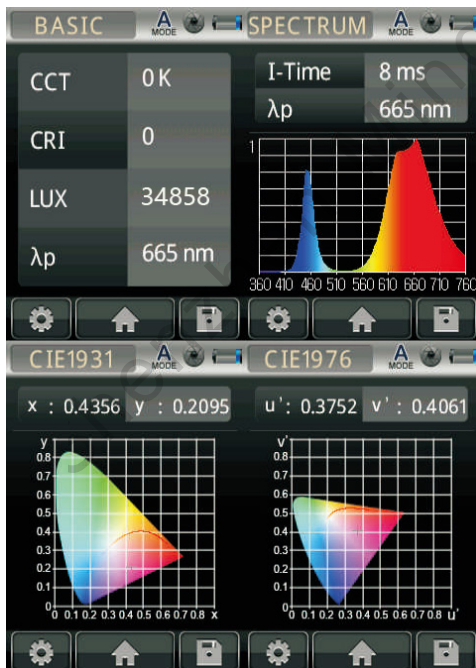 BASIC
A
MODE
CCT 0 K
CRI 0
LUX 34858
λp 665 nm
SPECTRUM
A
MODE
I-Time 8 ms
λp 665 nm
1
360 410 460 510 560 610 660 710 760
CIE1931
A
MODE
x : 0.4356 y : 0.2095
y
0.8
0.7
0.6
0.5
0.4
0.3
0.2
0.1
0 0.1 0.2 0.3 0.4 0.5 0.6 0.7 0.8 x
CIE1976
A
MODE
u': 0.3752 v' : 0.4061
v'
0.8
0.7
0.6
0.5
0.4
0.3
0.2
0.1
0 0.1 0.2 0.3 0.4 0.5 0.6 0.7 0.8 u'